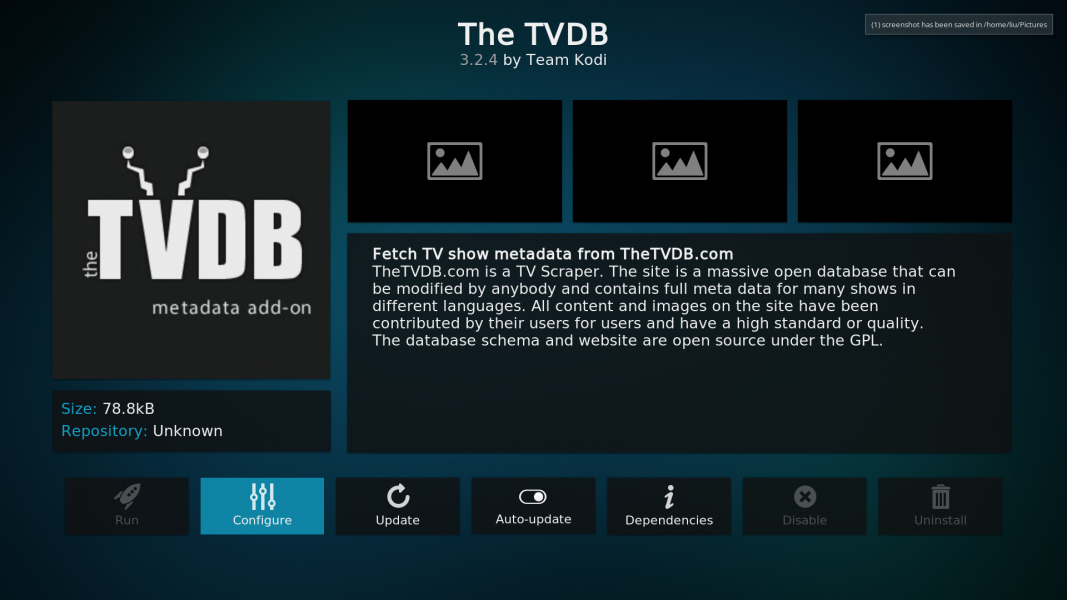 The TVDB
3.2.4 by Team Kodi
(1) screenshot has been saved in /home/liu/Pictures
the
TVDB
metadata add-on
Fetch TV show metadata from TheTVDB.com
TheTVDB.com is a TV Scraper. The site is a massive open database that can
be modified by anybody and contains full meta data for many shows in
different languages. All content and images on the site have been
contributed by their users for users and have a high standard or quality.
The database schema and website are open source under the GPL.
Size: 78.8kB
Repository: Unknown
Run
Configure
Update
Auto-update
Dependencies
Disable
Uninstall